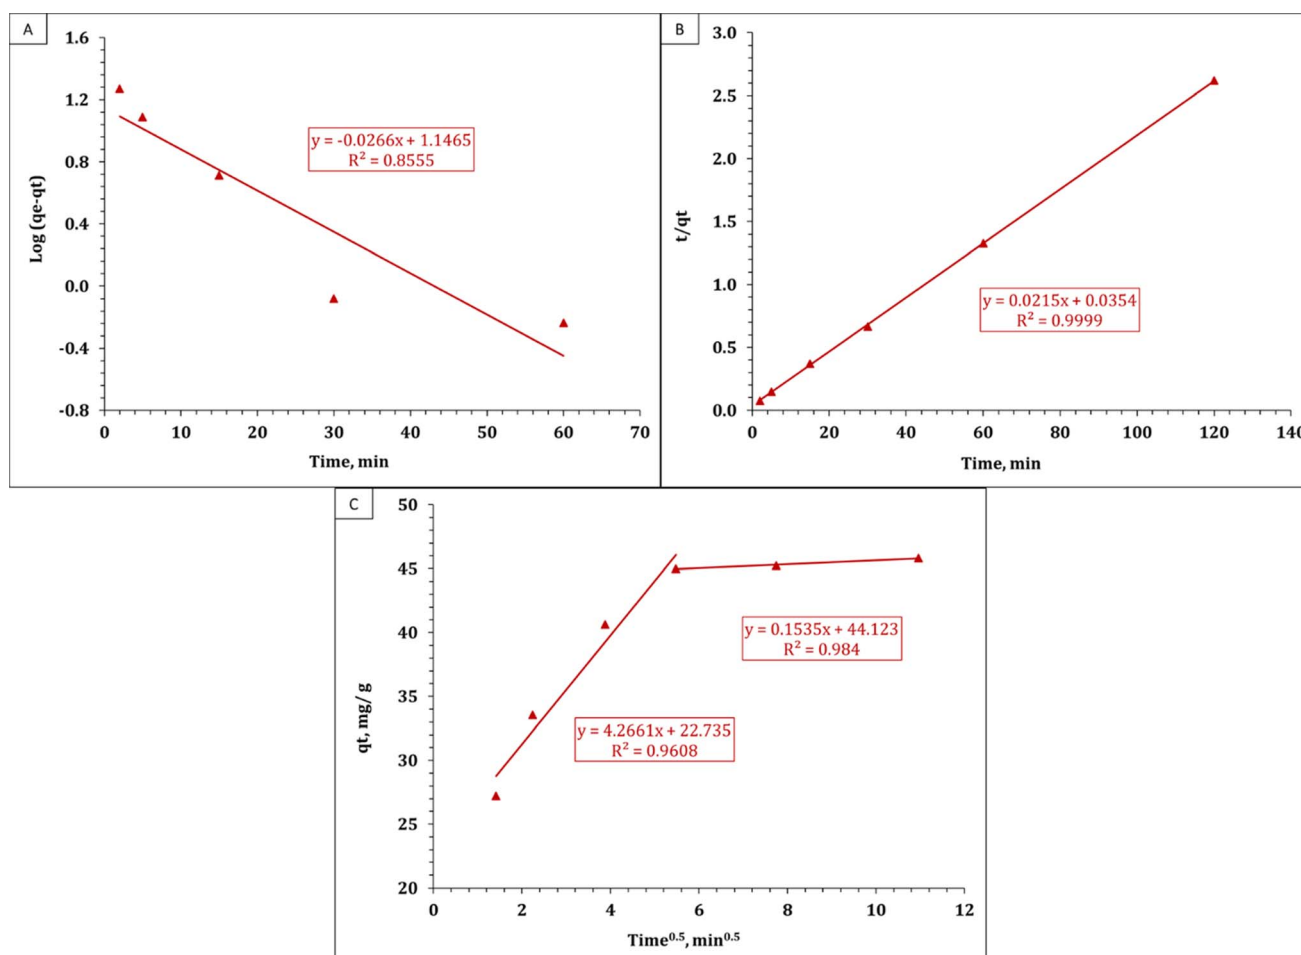 A
1.6
1.2
0.8
0.4
0.0
-0.4
-0.8
Log (qe-qt)
y = -0.0266x + 1.1465
R² = 0.8555
0 10 20 30 40 50 60 70
Time, min
B
3.0
2.5
2.0
1.5
1.0
0.5
0.0
t/qt
y = 0.0215x + 0.0354
R² = 0.9999
0 20 40 60 80 100 120 140
Time, min
C
50
45
40
35
30
25
20
qt, mg/ g
y = 0.1535x + 44.123
R² = 0.984
y = 4.2661x + 22.735
R² = 0.9608
0 2 4 6 8 10 12
Time⁰·⁵, min⁰·⁵